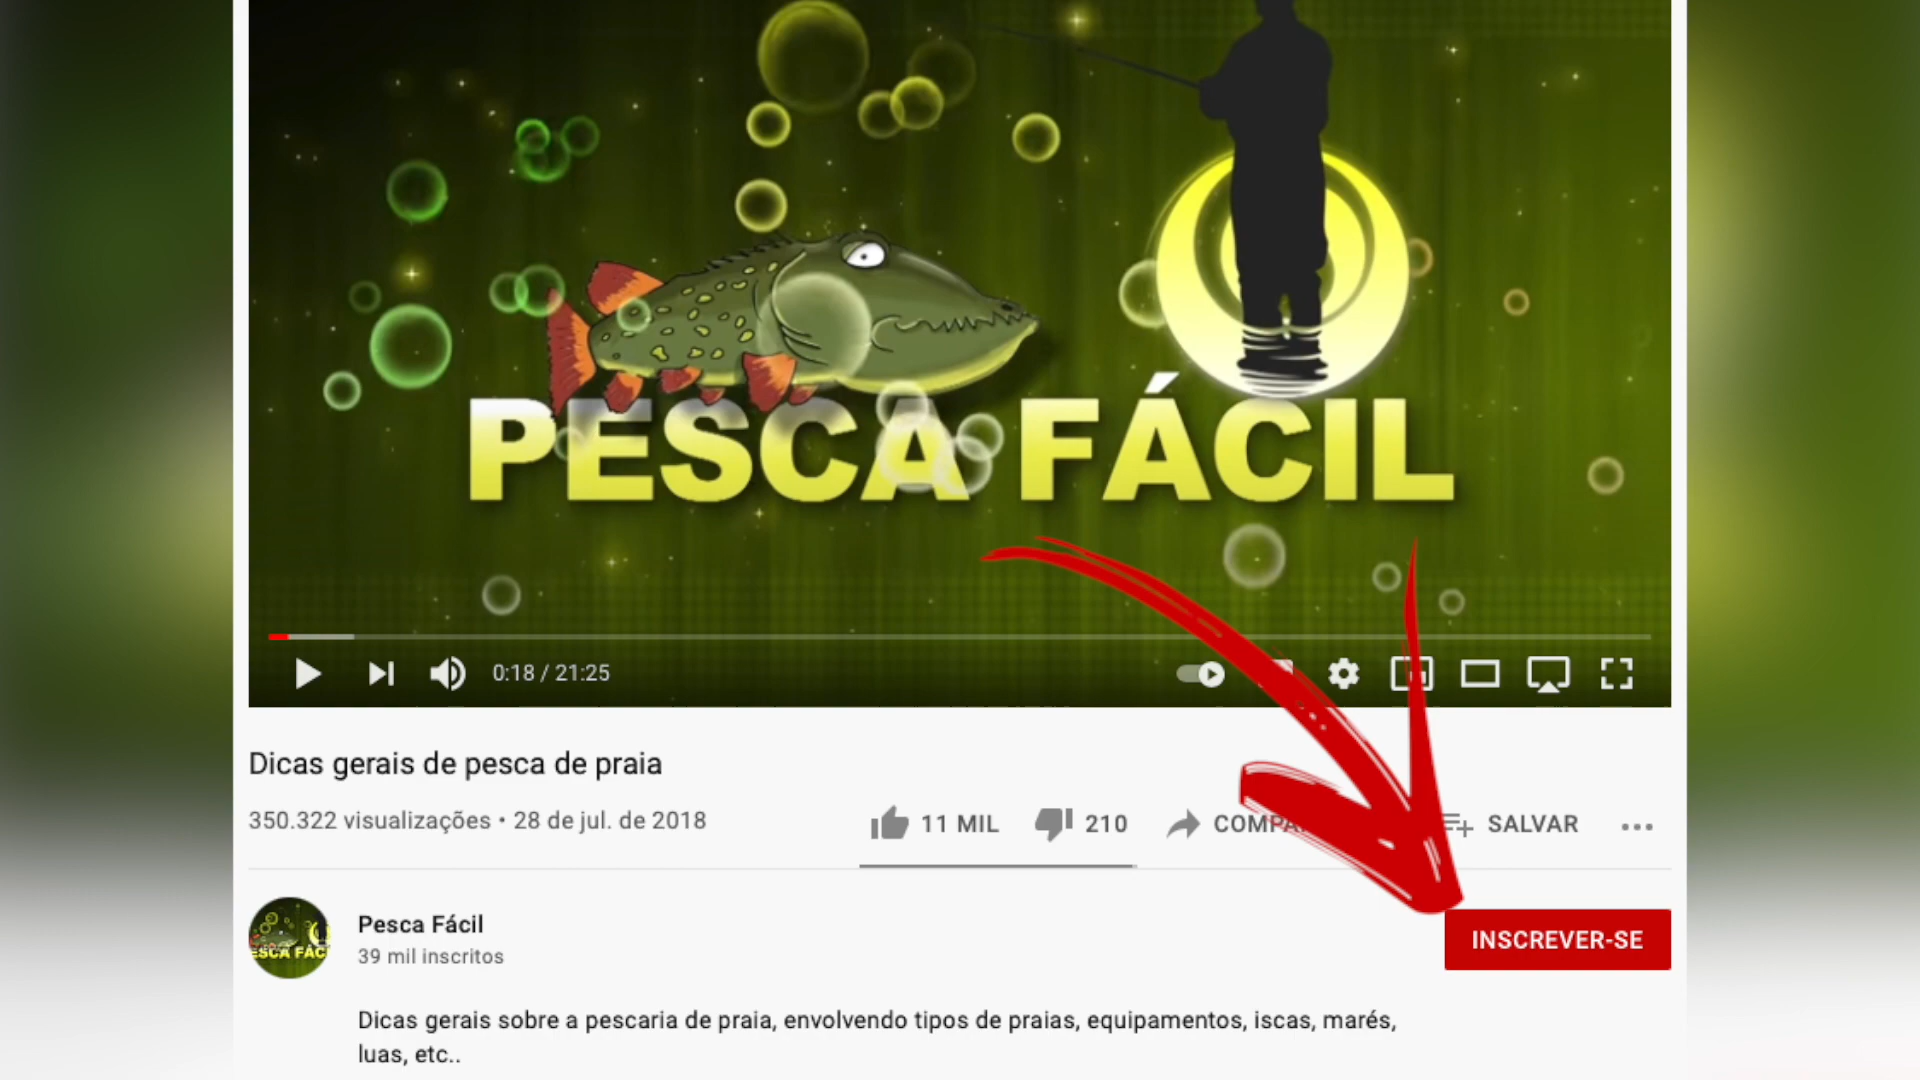 PESCA FÁCIL
0:18 / 21:25
Dicas gerais de pesca de praia
350.322 visualizações • 28 de jul. de 2018
11 MIL
210
SALVAR
Pesca Fácil
39 mil inscritos
INSCREVER-SE
Dicas gerais sobre a pescaria de praia, envolvendo tipos de praias, equipamentos, iscas, marés,
luas, etc..